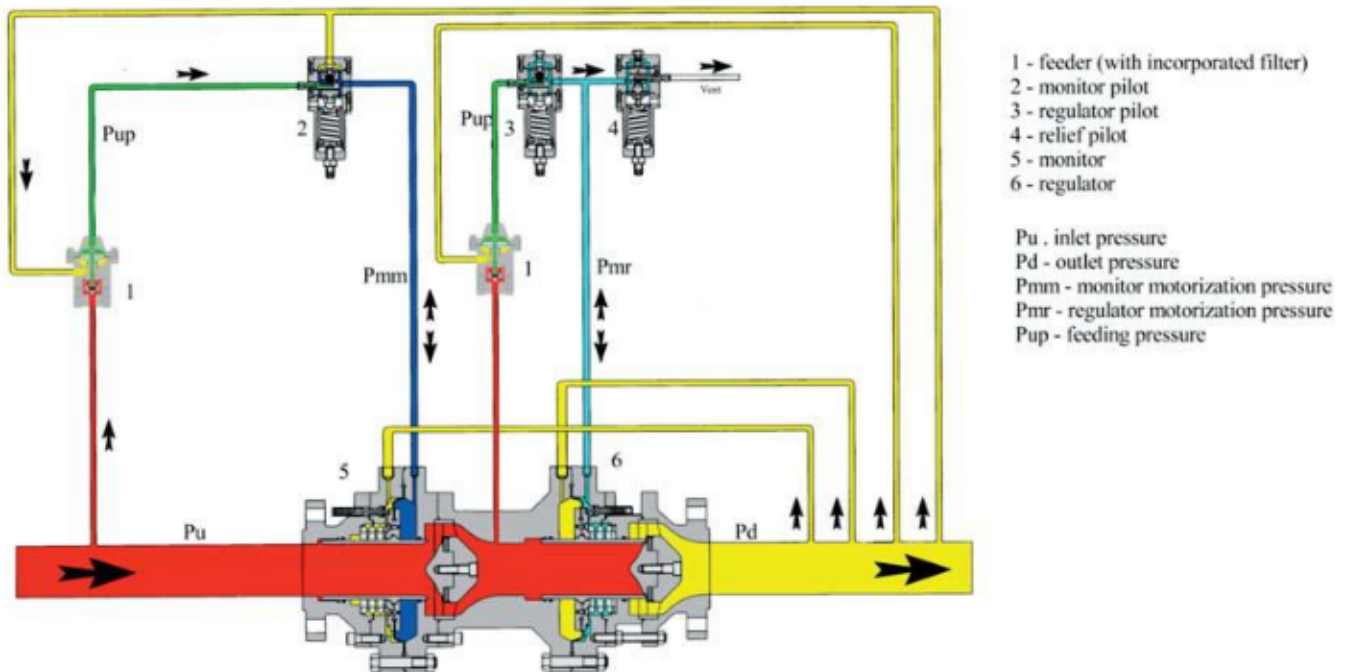 1 - feeder (with incorporated filter)
2 - monitor pilot
3 - regulator pilot
4 - relief pilot
5 - monitor
6 - regulator
Pu . inlet pressure
Pd - outlet pressure
Pmm - monitor motorization pressure
Pmr - regulator motorization pressure
Pup - feeding pressure
Vent
2
Pup
Pup
3
4
1
Pmm
1
Pmr
5
6
Pu
Pd